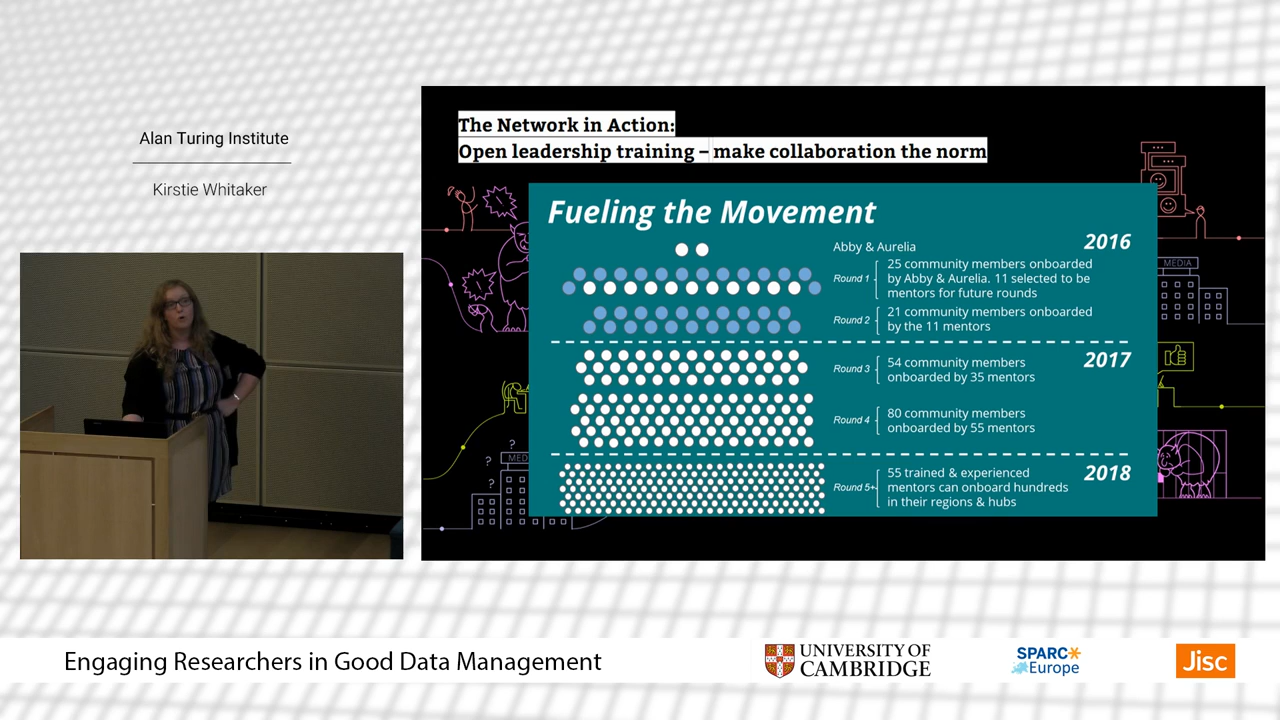 Alan Turing Institute
Kirstie Whitaker
The Network in Action:
Open leadership training – make collaboration the norm
Fueling the Movement
2016
Abby & Aurelia
Round 1
25 community members onboarded
by Abby & Aurelia. 11 selected to be
mentors for future rounds
Round 2
21 community members onboarded
by the 11 mentors
2017
Round 3
54 community members
onboarded by 35 mentors
Round 4
80 community members
onboarded by 55 mentors
2018
Round 5+
55 trained & experienced
mentors can onboard hundreds
in their regions & hubs
MEDIA
MED
?
?
?
Engaging Researchers in Good Data Management
UNIVERSITY OF
CAMBRIDGE
SPARC
Europe
Jisc